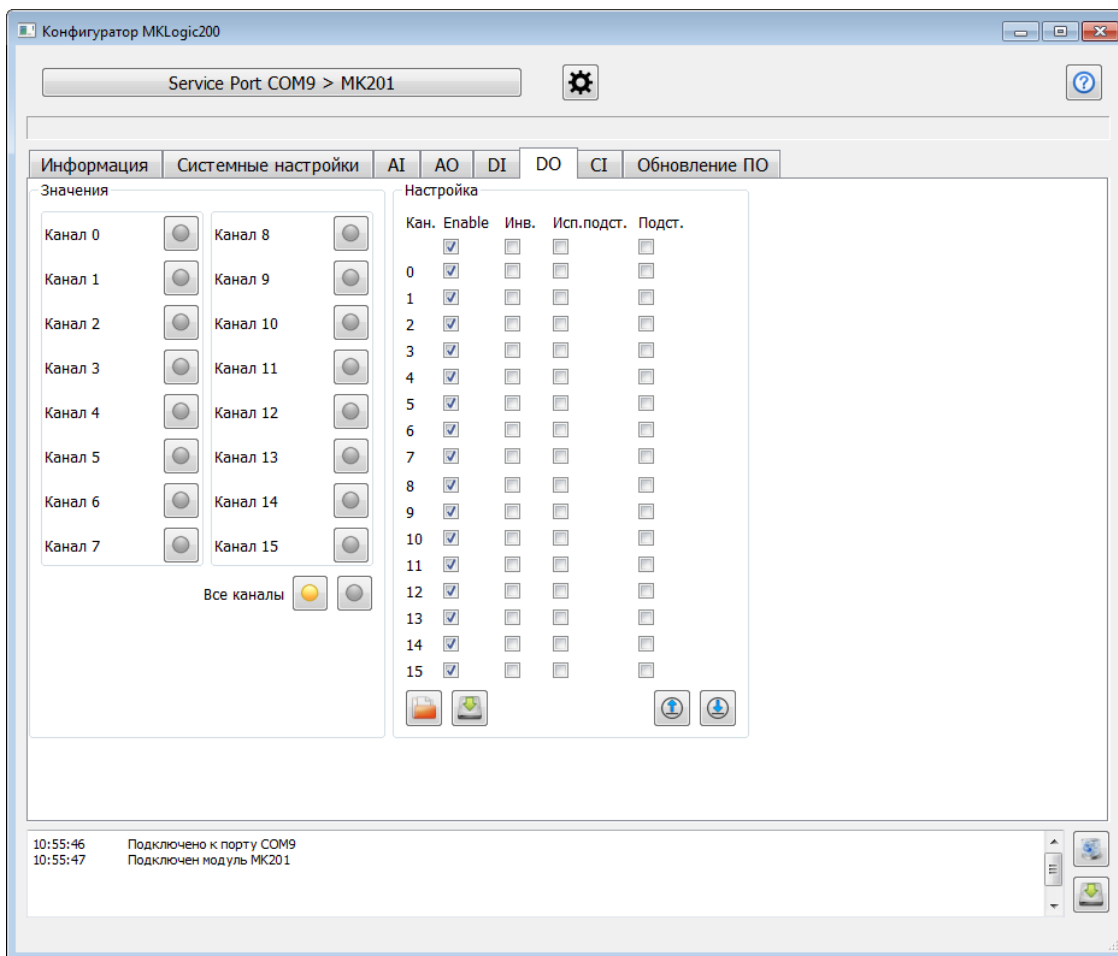 Конфигуратор MKLogic200
Service Port COM9 > MK201
Информация Системные настройки AI AO DI DO CI Обновление ПО
Значения
Канал 0 Канал 8
Канал 1 Канал 9
Канал 2 Канал 10
Канал 3 Канал 11
Канал 4 Канал 12
Канал 5 Канал 13
Канал 6 Канал 14
Канал 7 Канал 15
Все каналы
Настройка
Кан. Enable Инв. Исп.подст. Подст.
0
1
2
3
4
5
6
7
8
9
10
11
12
13
14
15
10:55:46 Подключено к порту COM9
10:55:47 Подключен модуль MK201